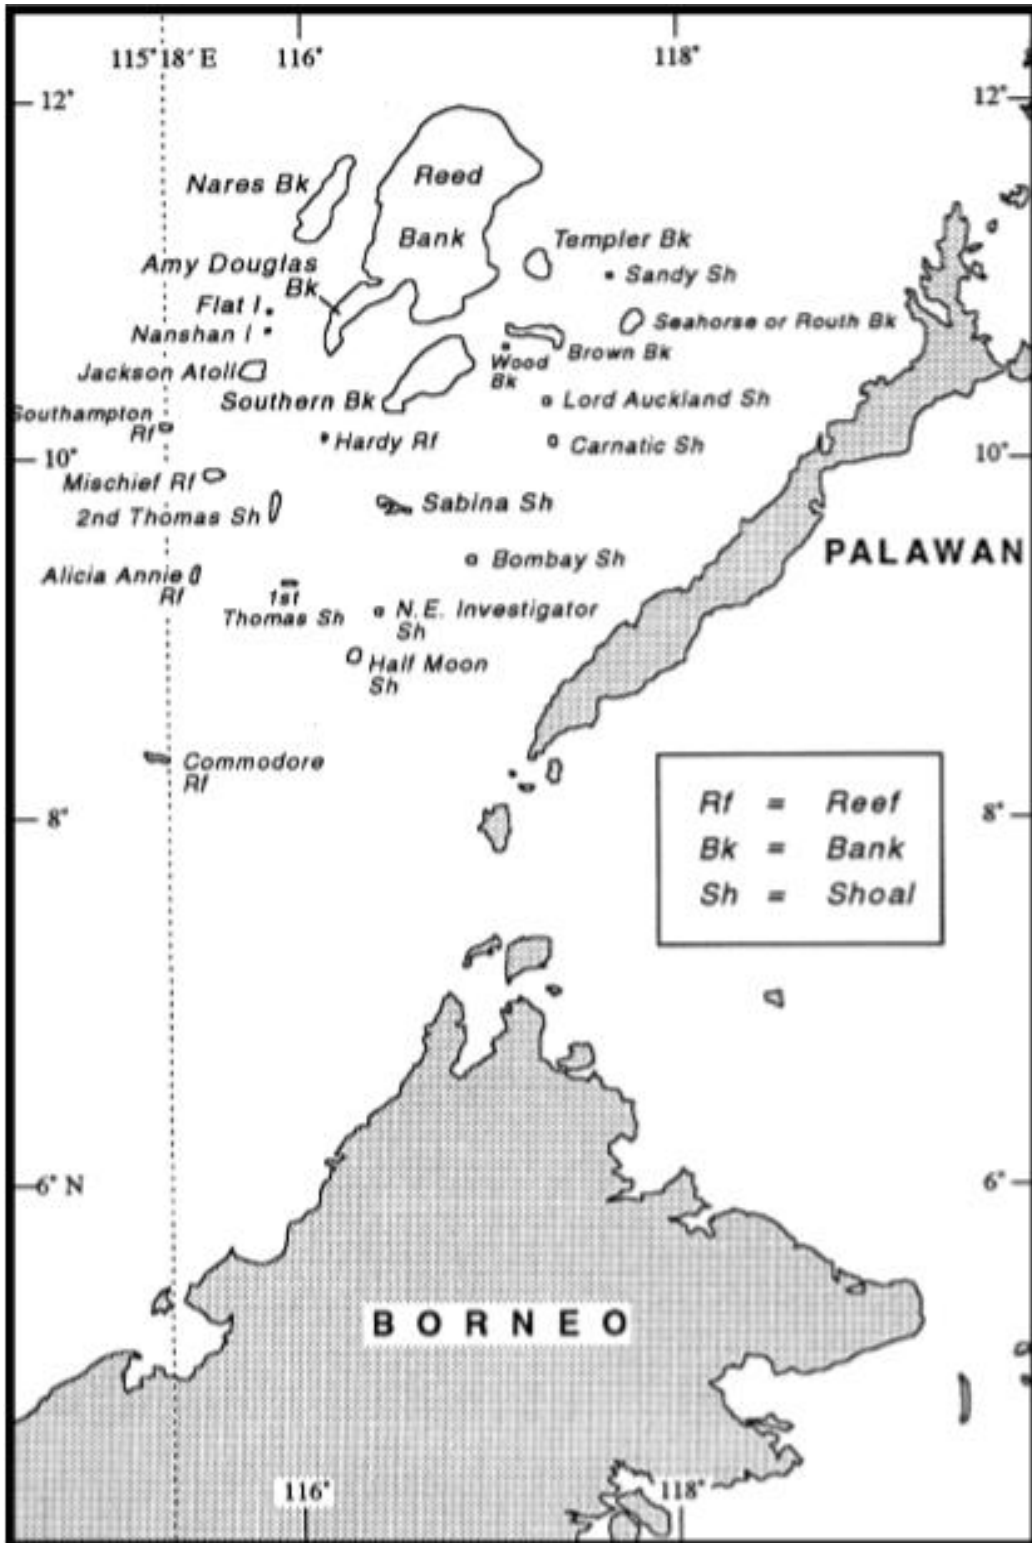 115°18´ E
116°
118°
12°
12°
Nares Bk
Reed
Bank
Templer Bk
Amy Douglas
Bk
Sandy Sh
Flat I
Nanshan I
Seahorse or Routh Bk
Wood
Bk
Brown Bk
Jackson Atoll
Southern Bk
Lord Auckland Sh
Southampton
Rf
Hardy Rf
Carnatic Sh
10°
10°
Mischief Rf
2nd Thomas Sh
Sabina Sh
PALAWAN
Bombay Sh
Alicia Annie
Rf
1st
Thomas Sh
N.E. Investigator
Sh
Half Moon
Sh
Commodore
Rf
8°
8°
Rf = Reef
Bk = Bank
Sh = Shoal
6° N
6°
BORNEO
116°
118°